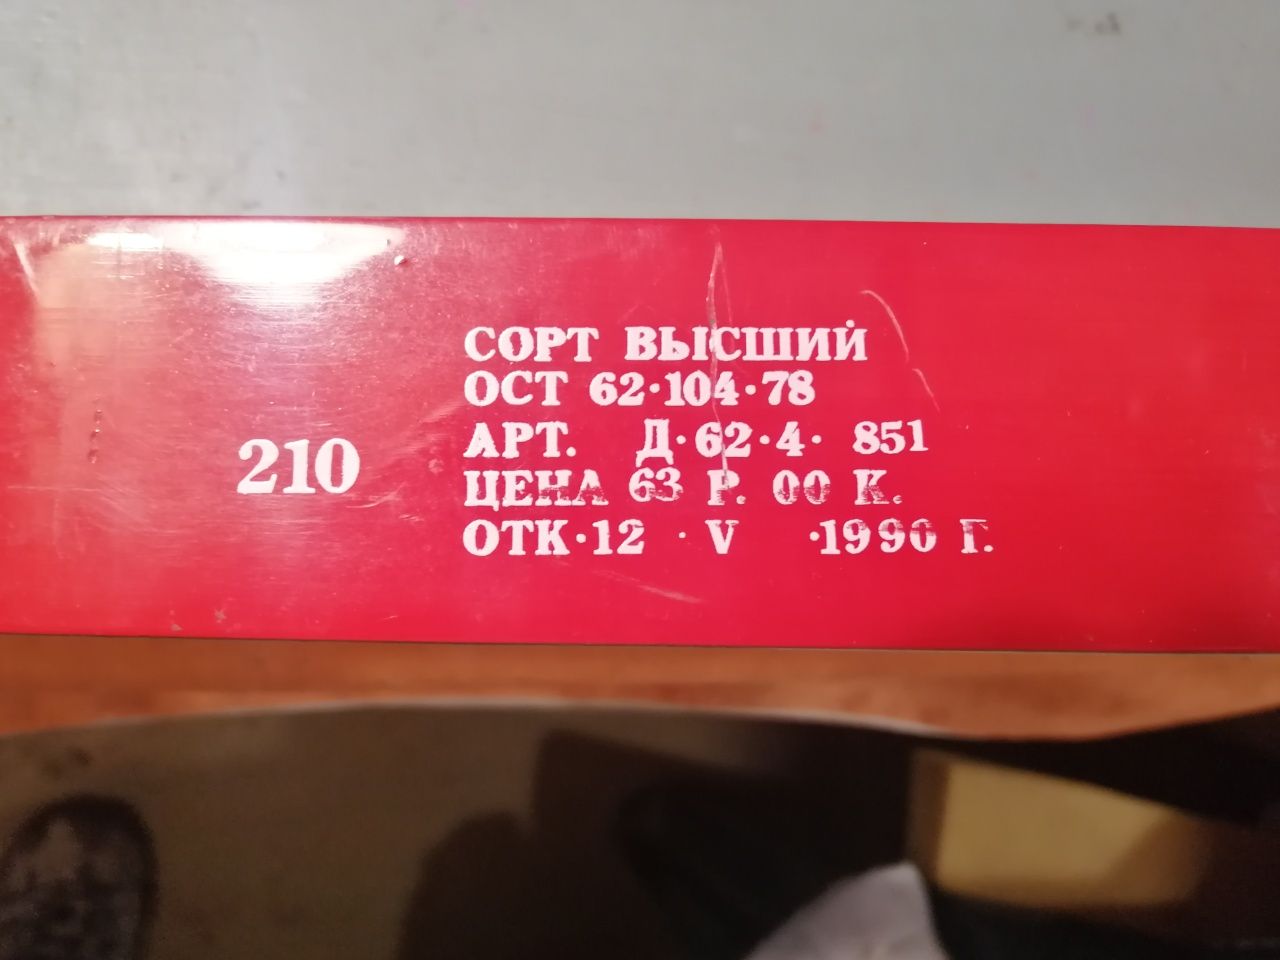 210
СОРТ ВЫСШИЙ
ОСТ 62·104·78
АРТ. Д·62·4· 851
ЦЕНА 63 Р. 00 К.
ОТК·12 · V ·1990 Г.